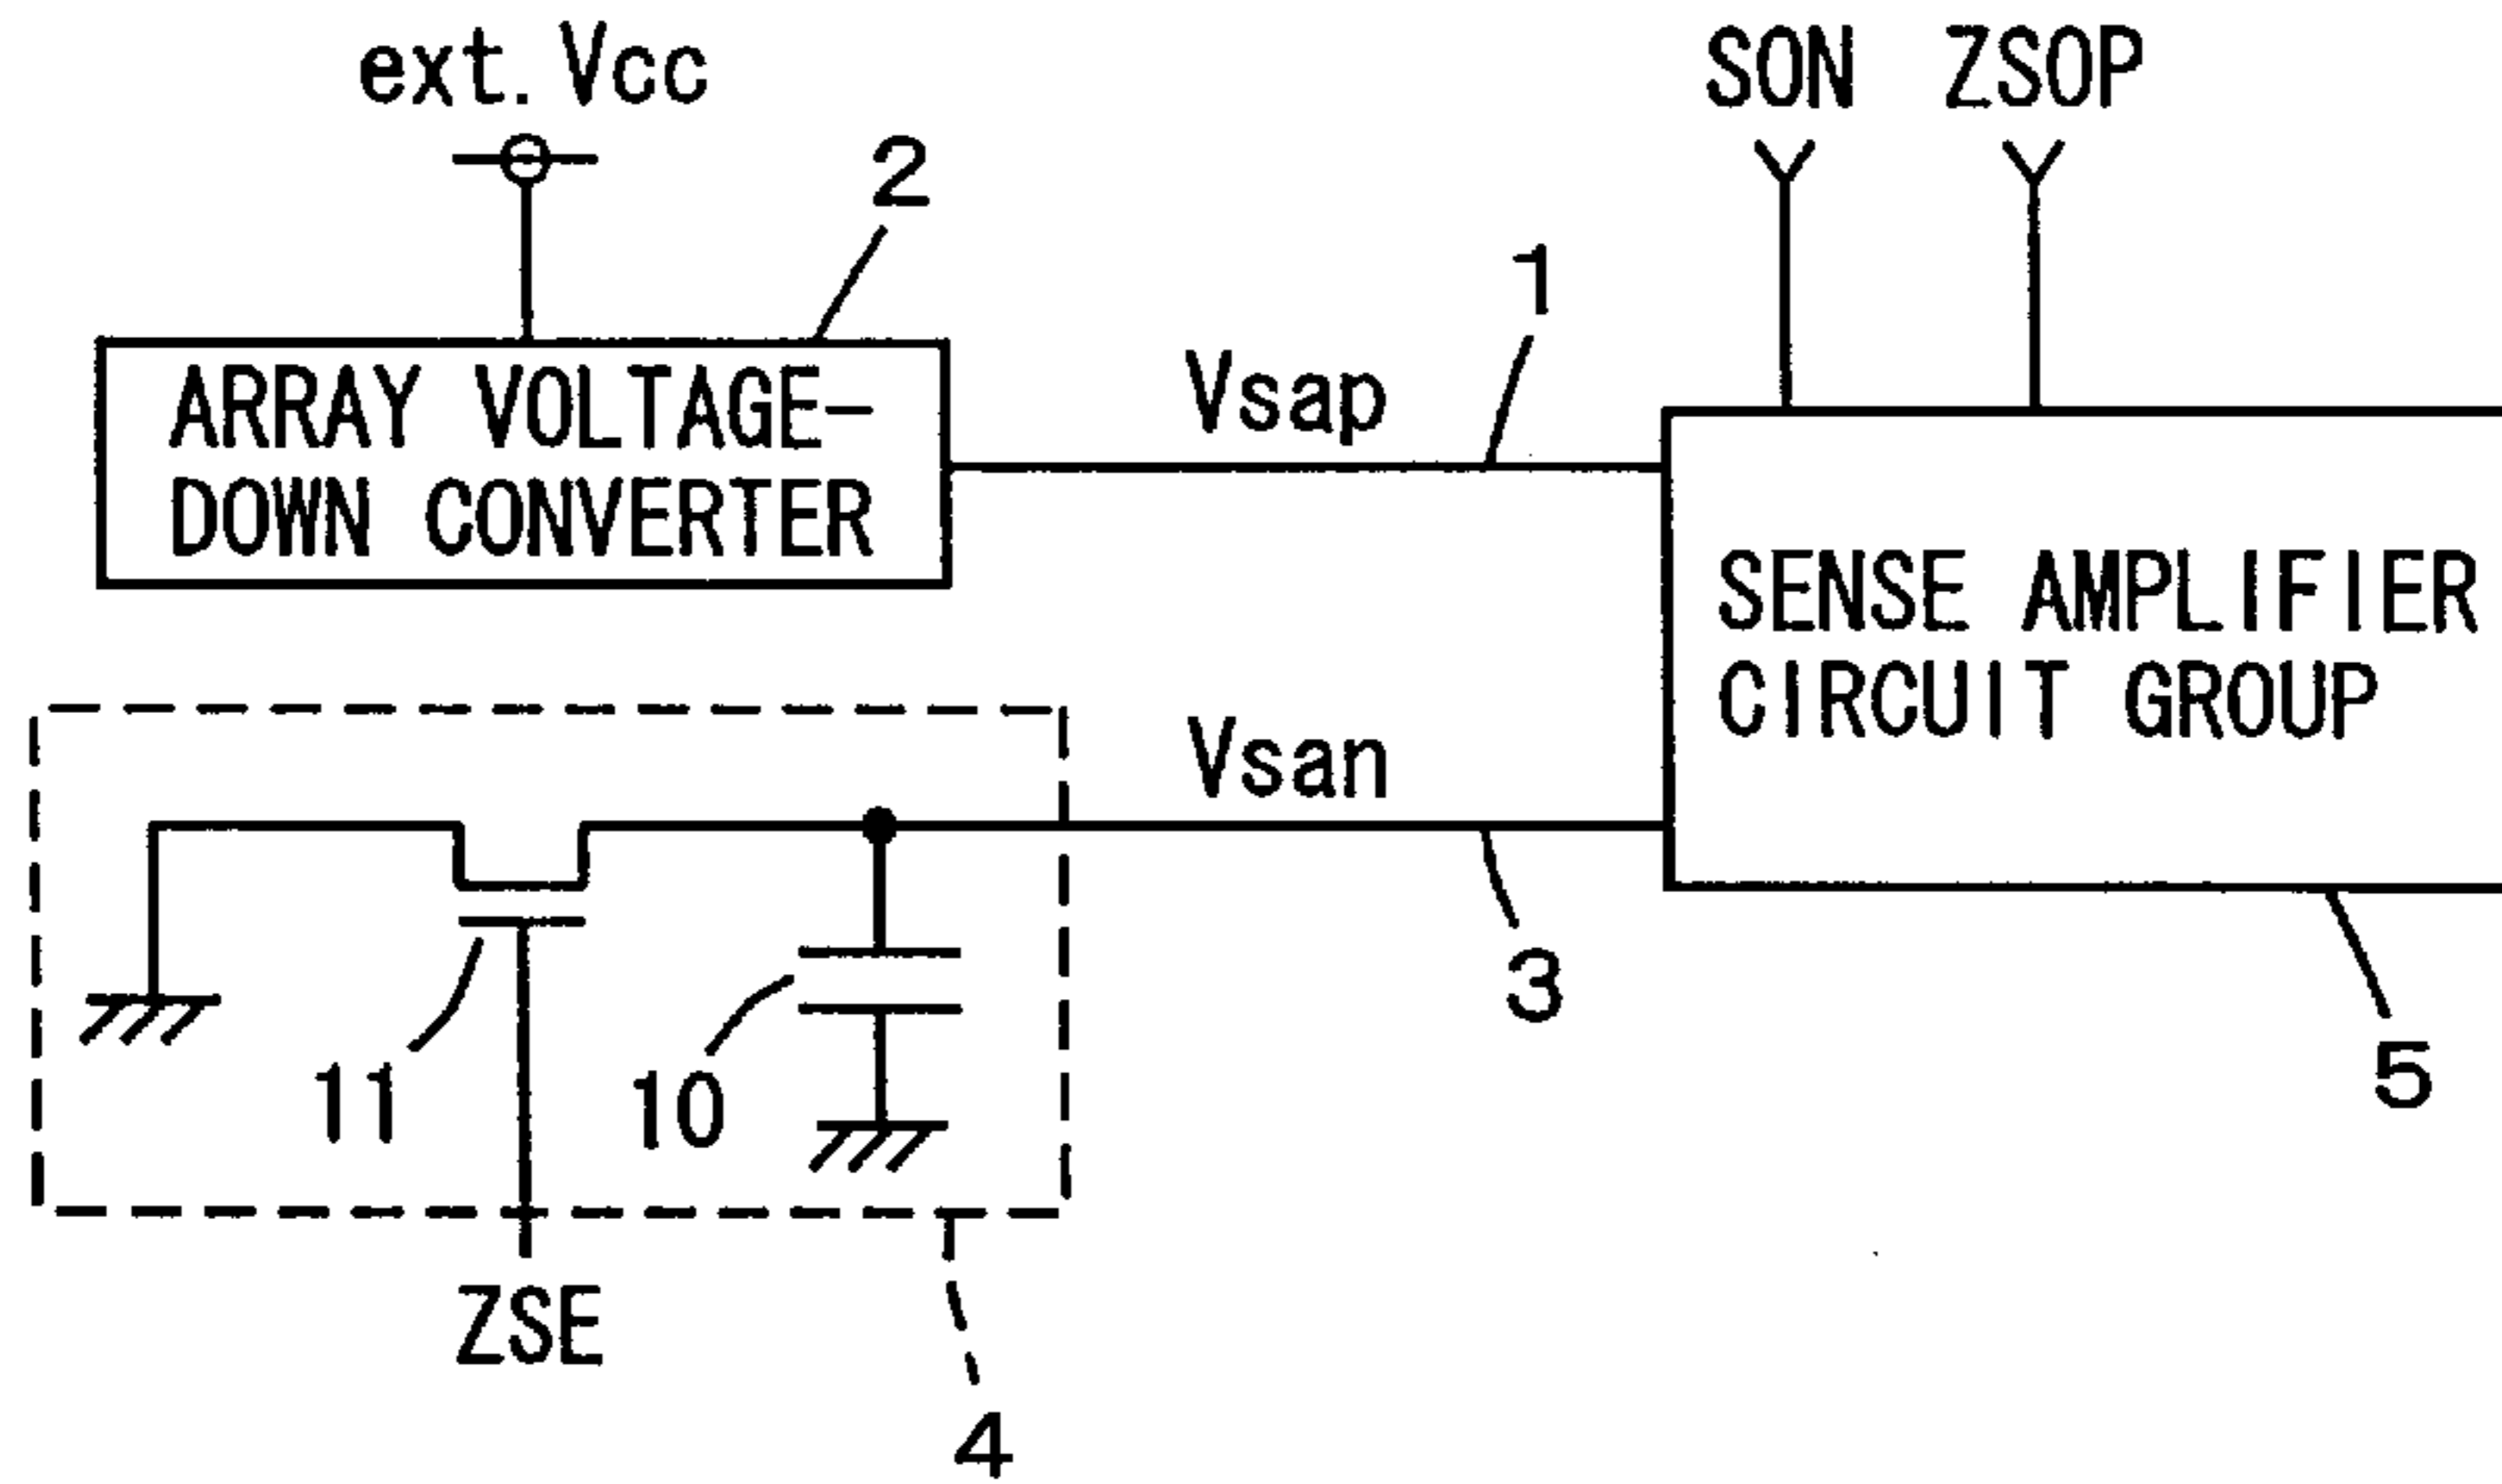 ext. Vcc
SON ZSOP
2
1
ARRAY VOLTAGE-
DOWN CONVERTER
Vsap
SENSE AMPLIFIER
CIRCUIT GROUP
Vsan
3
5
11
10
ZSE
4